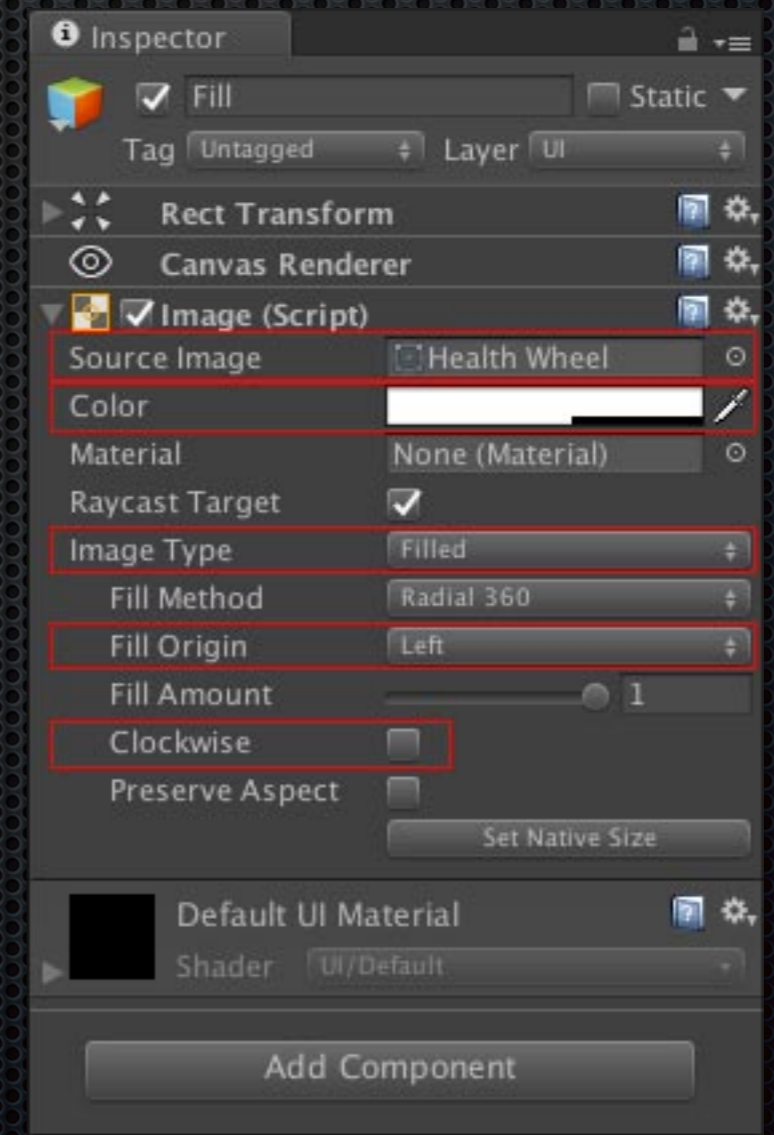 Inspector
Fill Static
Tag Untagged Layer UI
Rect Transform
Canvas Renderer
Image (Script)
Source Image Health Wheel
Color
Material None (Material)
Raycast Target
Image Type Filled
Fill Method Radial 360
Fill Origin Left
Fill Amount 1
Clockwise
Preserve Aspect
Set Native Size
Default UI Material
Shader UI/Default
Add Component